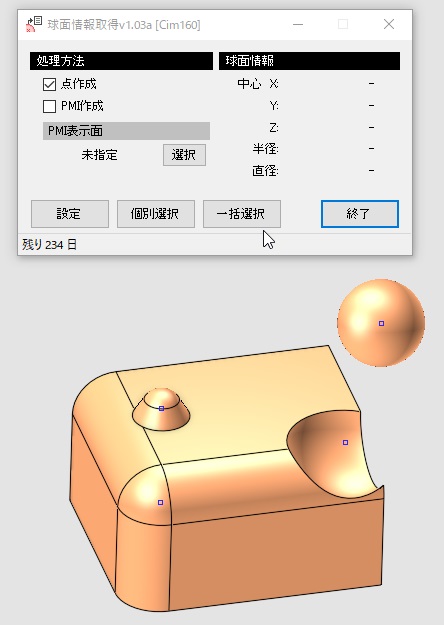 球面情報取得v1.03a [Cim160]
処理方法
点作成
PMI作成
PMI表示面
未指定
選択
球面情報
中心 X: -
Y: -
Z: -
半径: -
直径: -
設定
個別選択
一括選択
終了
残り 234 日